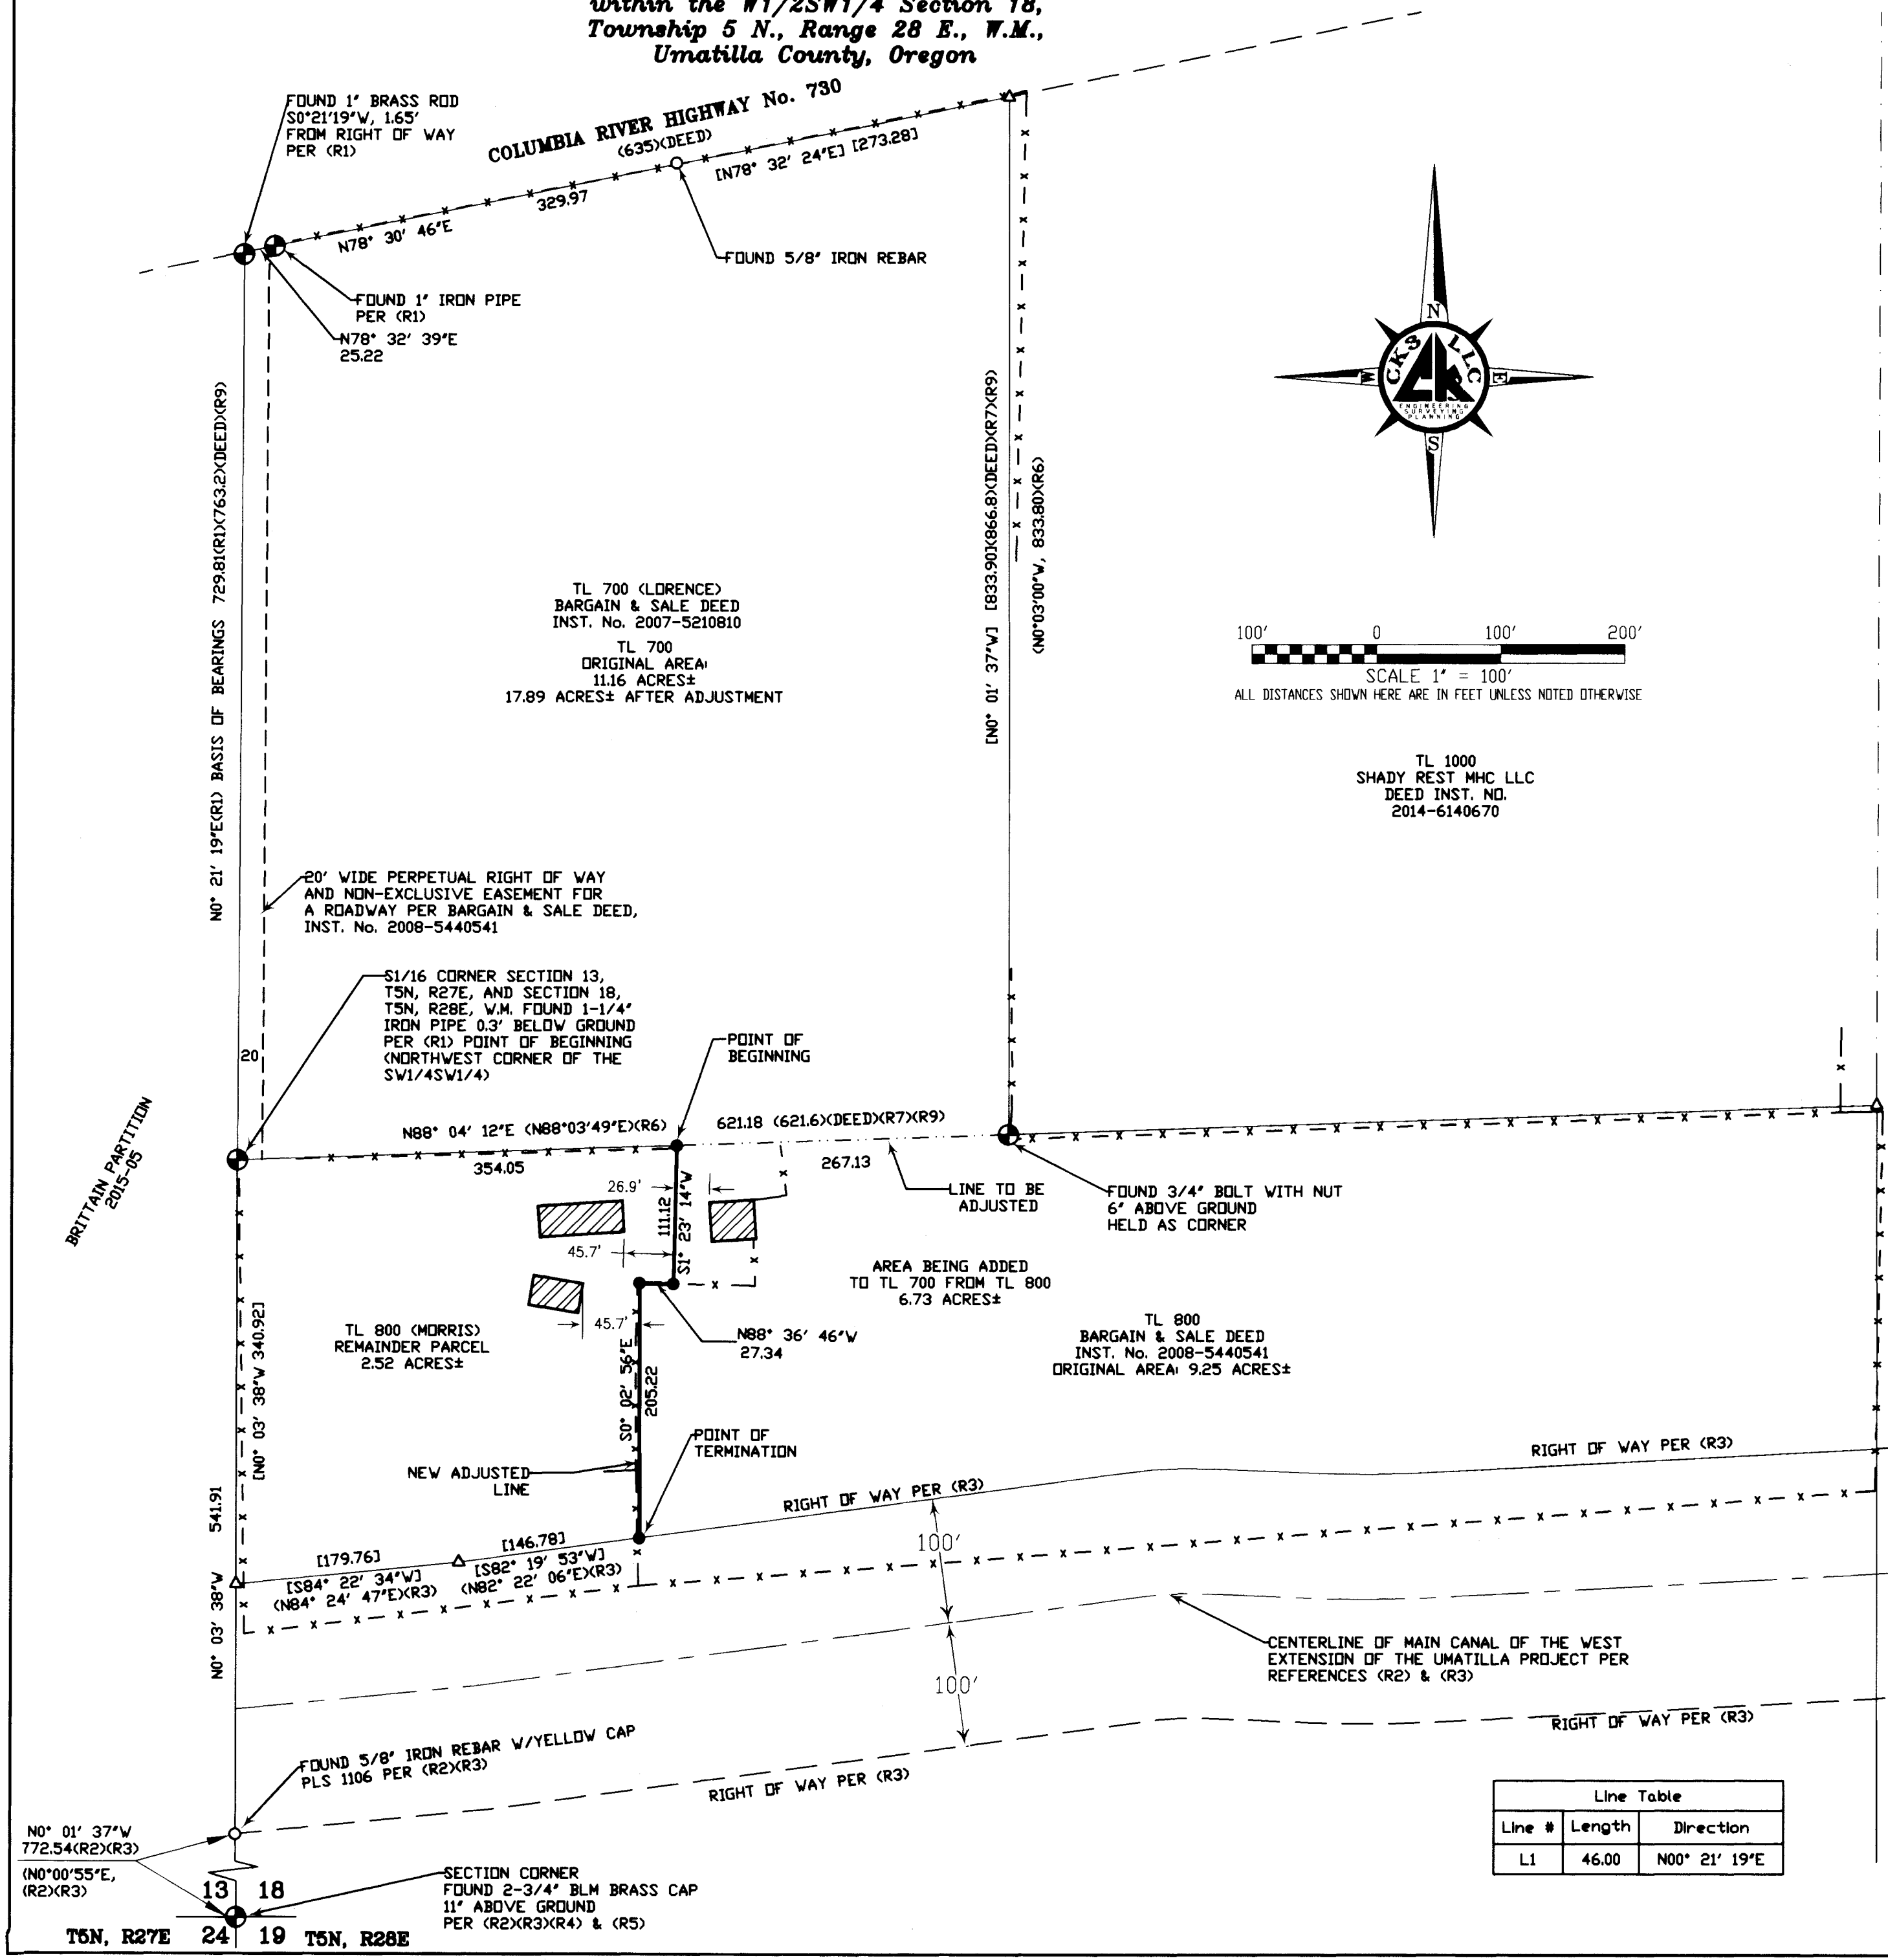 within the W1/2SW1/4 Section 18,
Township 5 N., Range 28 E., W.M.,
Umatilla County, Oregon
FOUND 1" BRASS ROD
S0°21'19"W, 1.65'
FROM RIGHT OF WAY
PER (R1)
COLUMBIA RIVER HIGHWAY No. 730
(635)(DEED)
[N78° 32' 24"E] [273.28]
329.97
N78° 30' 46"E
FOUND 5/8" IRON REBAR
FOUND 1" IRON PIPE
PER (R1)
N78° 32' 39"E
25.22
N0° 21' 19"E(R1) BASIS OF BEARINGS 729.81(R1)(763.2)(DEED)(R9)
[N0° 01' 37"W] [833.90](866.8)(DEED)(R7)(R9)
(N0°03'00"W, 833.80)(R6)
N
W
E
S
CK3 LLC
CK3
ENGINEERING
SURVEYING
PLANNING
TL 700 (LORENCE)
BARGAIN & SALE DEED
INST. No. 2007-5210810
TL 700
ORIGINAL AREA:
11.16 ACRES±
17.89 ACRES± AFTER ADJUSTMENT
100' 0 100' 200'
SCALE 1" = 100'
ALL DISTANCES SHOWN HERE ARE IN FEET UNLESS NOTED OTHERWISE
TL 1000
SHADY REST MHC LLC
DEED INST. NO.
2014-6140670
20' WIDE PERPETUAL RIGHT OF WAY
AND NON-EXCLUSIVE EASEMENT FOR
A ROADWAY PER BARGAIN & SALE DEED,
INST. No. 2008-5440541
S1/16 CORNER SECTION 13,
T5N, R27E, AND SECTION 18,
T5N, R28E, W.M. FOUND 1-1/4"
IRON PIPE 0.3' BELOW GROUND
PER (R1) POINT OF BEGINNING
(NORTHWEST CORNER OF THE
SW1/4SW1/4)
20
POINT OF
BEGINNING
BRITTAIN PARTITION
2015-05
N88° 04' 12"E (N88°03'49"E)(R6)
621.18 (621.6)(DEED)(R7)(R9)
354.05
267.13
LINE TO BE
ADJUSTED
FOUND 3/4" BOLT WITH NUT
6" ABOVE GROUND
HELD AS CORNER
26.9'
111.12
S1° 23' 14"W
45.7'
AREA BEING ADDED
TO TL 700 FROM TL 800
6.73 ACRES±
45.7'
N88° 36' 46"W
27.34
TL 800 (MORRIS)
REMAINDER PARCEL
2.52 ACRES±
TL 800
BARGAIN & SALE DEED
INST. No. 2008-5440541
ORIGINAL AREA: 9.25 ACRES±
[N0° 03' 38"W 340.92]
S0° 02' 56"E
205.22
POINT OF
TERMINATION
NEW ADJUSTED
LINE
RIGHT OF WAY PER (R3)
RIGHT OF WAY PER (R3)
N0° 03' 38"W 541.91
[179.76]
[S84° 22' 34"W]
(N84° 24' 47"E)(R3)
[146.78]
[S82° 19' 53"W]
(N82° 22' 06"E)(R3)
100'
100'
CENTERLINE OF MAIN CANAL OF THE WEST
EXTENSION OF THE UMATILLA PROJECT PER
REFERENCES (R2) & (R3)
RIGHT OF WAY PER (R3)
RIGHT OF WAY PER (R3)
FOUND 5/8" IRON REBAR W/YELLOW CAP
PLS 1106 PER (R2)(R3)
N0° 01' 37"W
772.54(R2)(R3)
(N0°00'55"E,
(R2)(R3)
SECTION CORNER
FOUND 2-3/4" BLM BRASS CAP
11" ABOVE GROUND
PER (R2)(R3)(R4) & (R5)
13 18
T5N, R27E 24 19 T5N, R28E
Line Table
Line # Length Direction
L1 46.00 N00° 21' 19"E